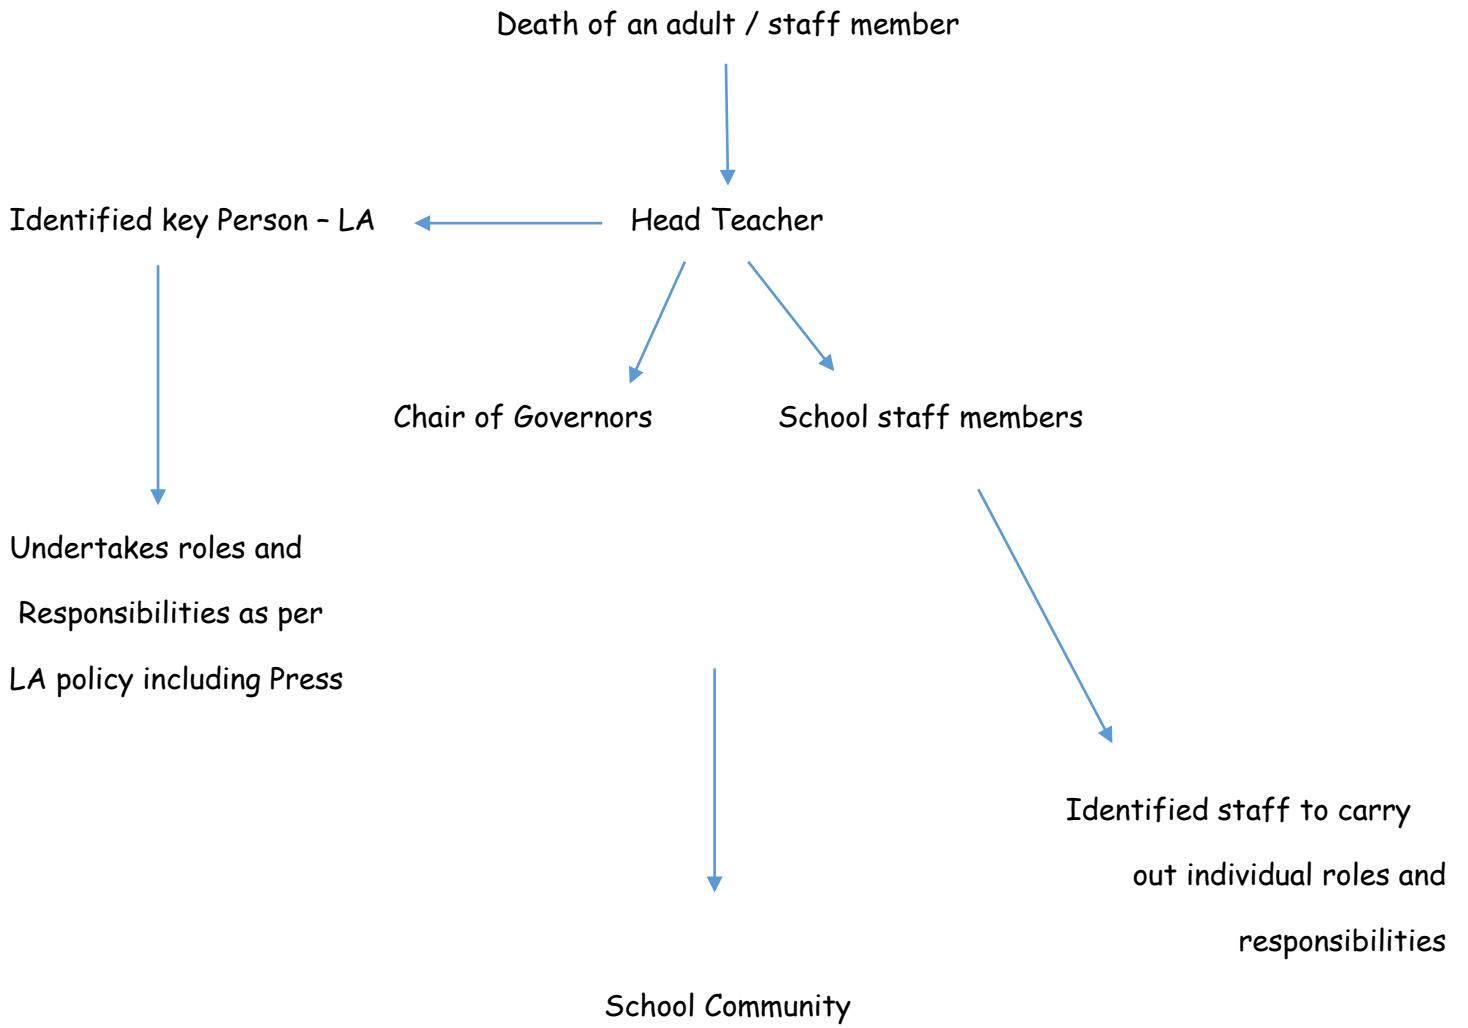 Death of an adult / staff member
Identified key Person – LA
Head Teacher
Chair of Governors
School staff members
Undertakes roles and
Responsibilities as per
LA policy including Press
Identified staff to carry
out individual roles and
responsibilities
School Community